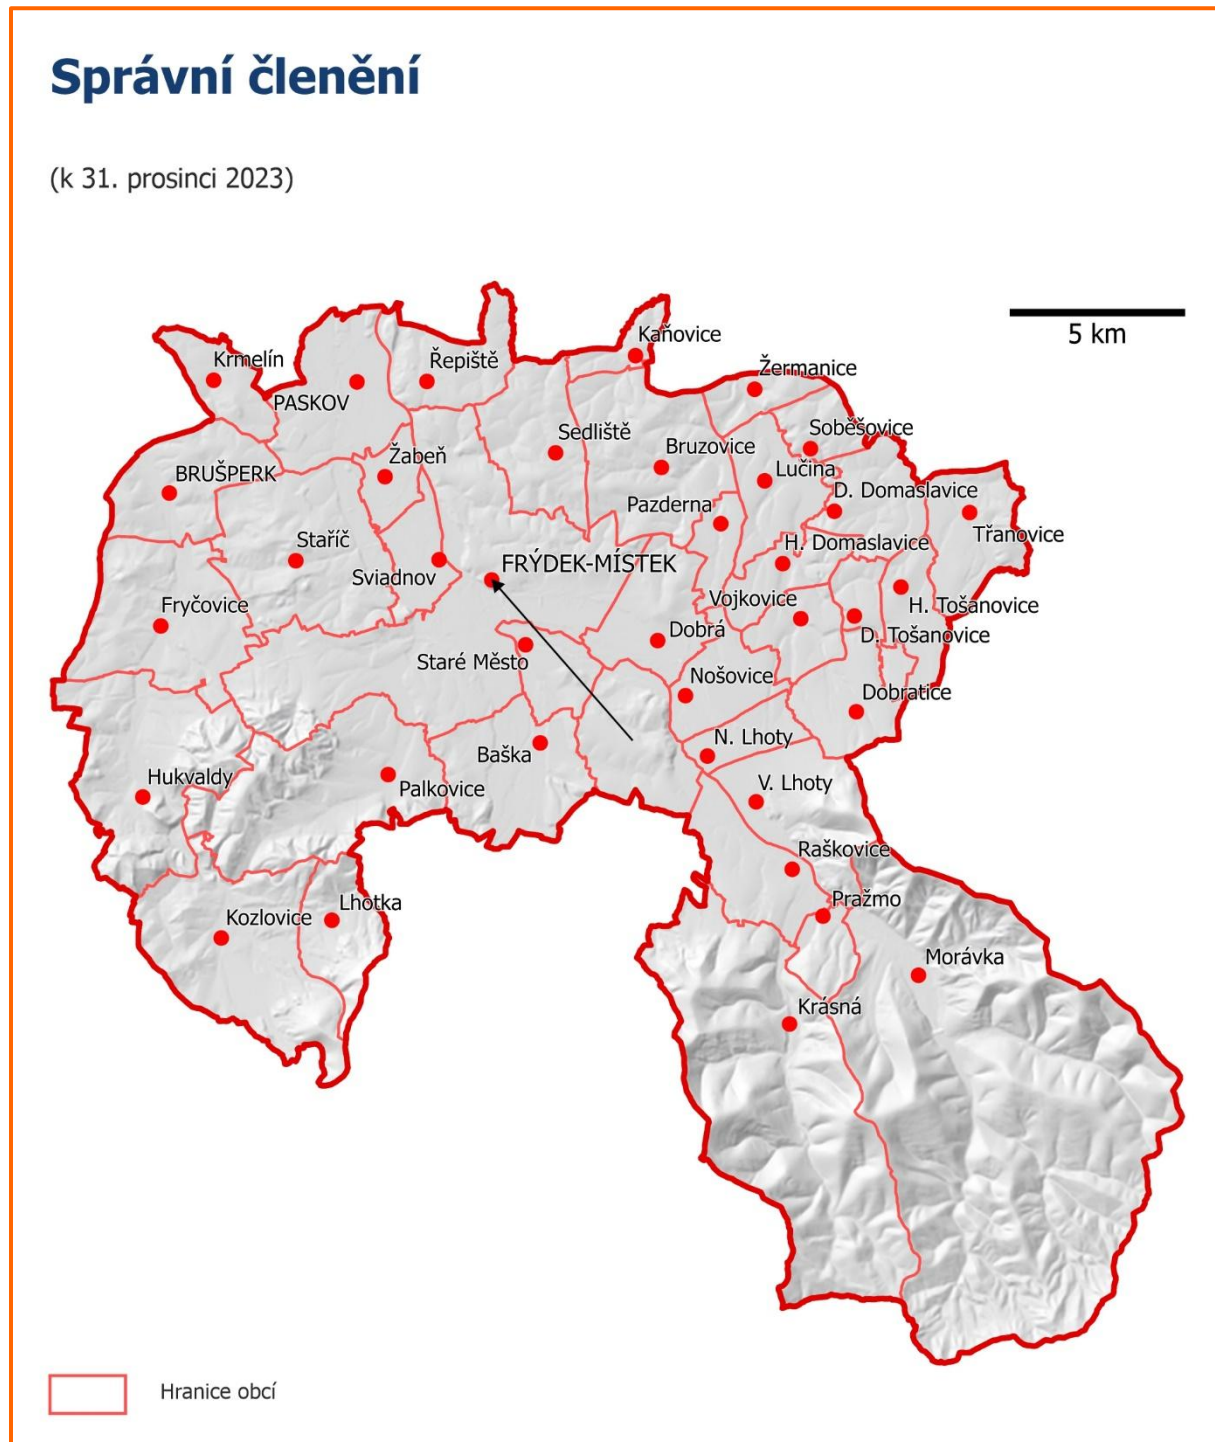 Správní členění
(k 31. prosinci 2023)
5 km
Kaňovice
Krmelín
Řepiště
Žermanice
PASKOV
Sedliště
Soběšovice
Bruzovice
Žabeň
Lučina
BRUŠPERK
D. Domaslavice
Pazderna
Třanovice
Staříč
H. Domaslavice
FRÝDEK-MÍSTEK
Sviadnov
Fryčovice
Vojkovice
H. Tošanovice
Dobrá
D. Tošanovice
Staré Město
Nošovice
Dobratice
N. Lhoty
Baška
Hukvaldy
V. Lhoty
Palkovice
Raškovice
Pražmo
Lhotka
Kozlovice
Morávka
Krásná
Hranice obcí